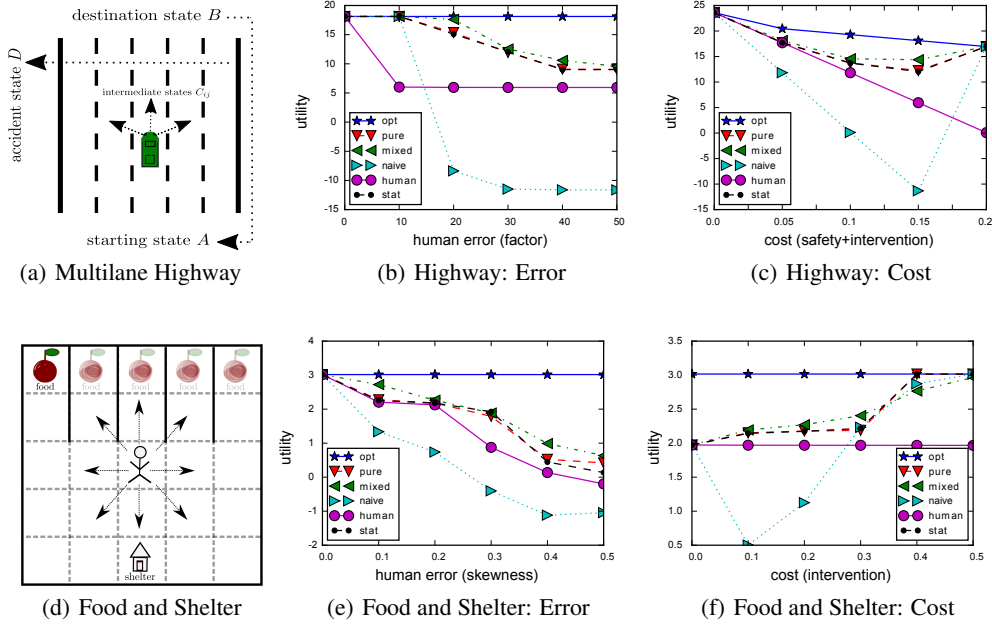 destination state B
accident state D
intermediate states C_ij
starting state A
(a) Multilane Highway
utility
20
15
10
5
0
-5
-10
-15
opt
pure
mixed
naive
human
stat
0 10 20 30 40 50
human error (factor)
(b) Highway: Error
utility
25
20
15
10
5
0
-5
-10
-15
opt
pure
mixed
naive
human
stat
0.0 0.05 0.1 0.15 0.2
cost (safety+intervention)
(c) Highway: Cost
food food food food food
shelter
(d) Food and Shelter
utility
4
3
2
1
0
-1
-2
opt
pure
mixed
naive
human
stat
0.0 0.1 0.2 0.3 0.4 0.5
human error (skewness)
(e) Food and Shelter: Error
utility
3.5
3.0
2.5
2.0
1.5
1.0
0.5
opt
pure
mixed
naive
human
stat
0.0 0.1 0.2 0.3 0.4 0.5
cost (intervention)
(f) Food and Shelter: Cost